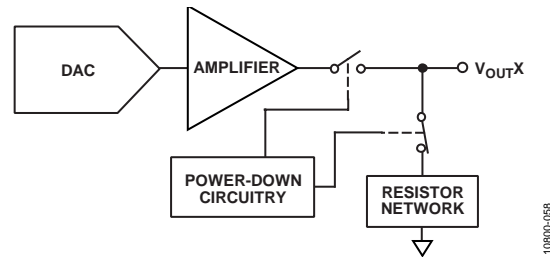 DAC
AMPLIFIER
VOUTX
POWER-DOWN
CIRCUITRY
RESISTOR
NETWORK
10800-058